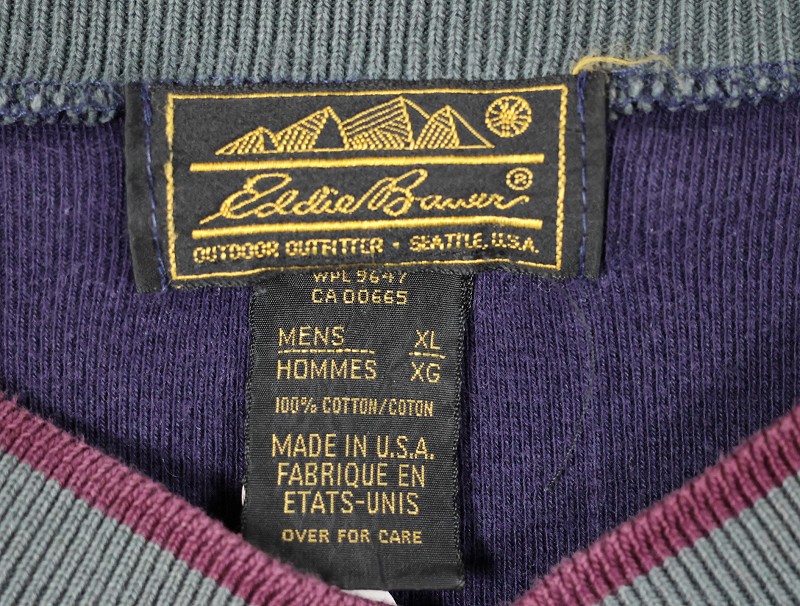 Eddie Bauer®
OUTDOOR OUTFITTER • SEATTLE, U.S.A.
WPL 9647
CA 00665
MENS XL
HOMMES XG
100% COTTON/COTON
MADE IN U.S.A.
FABRIQUE EN
ETATS-UNIS
OVER FOR CARE